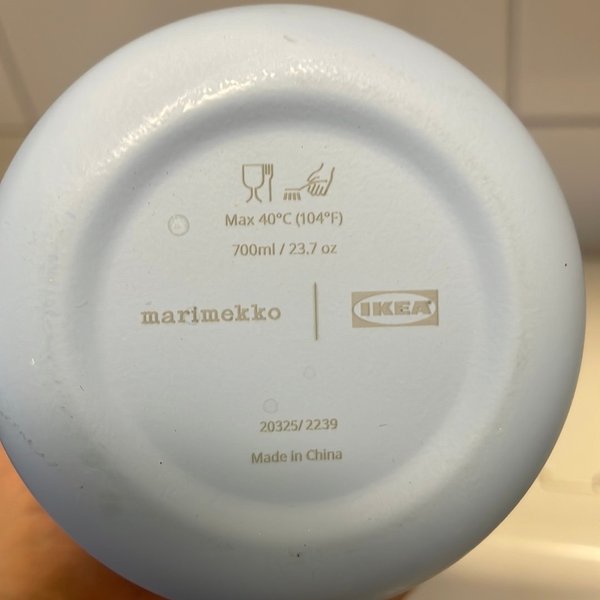 Max 40°C (104°F)
700ml / 23.7 oz
marimekko | IKEA
20325/ 2239
Made in China